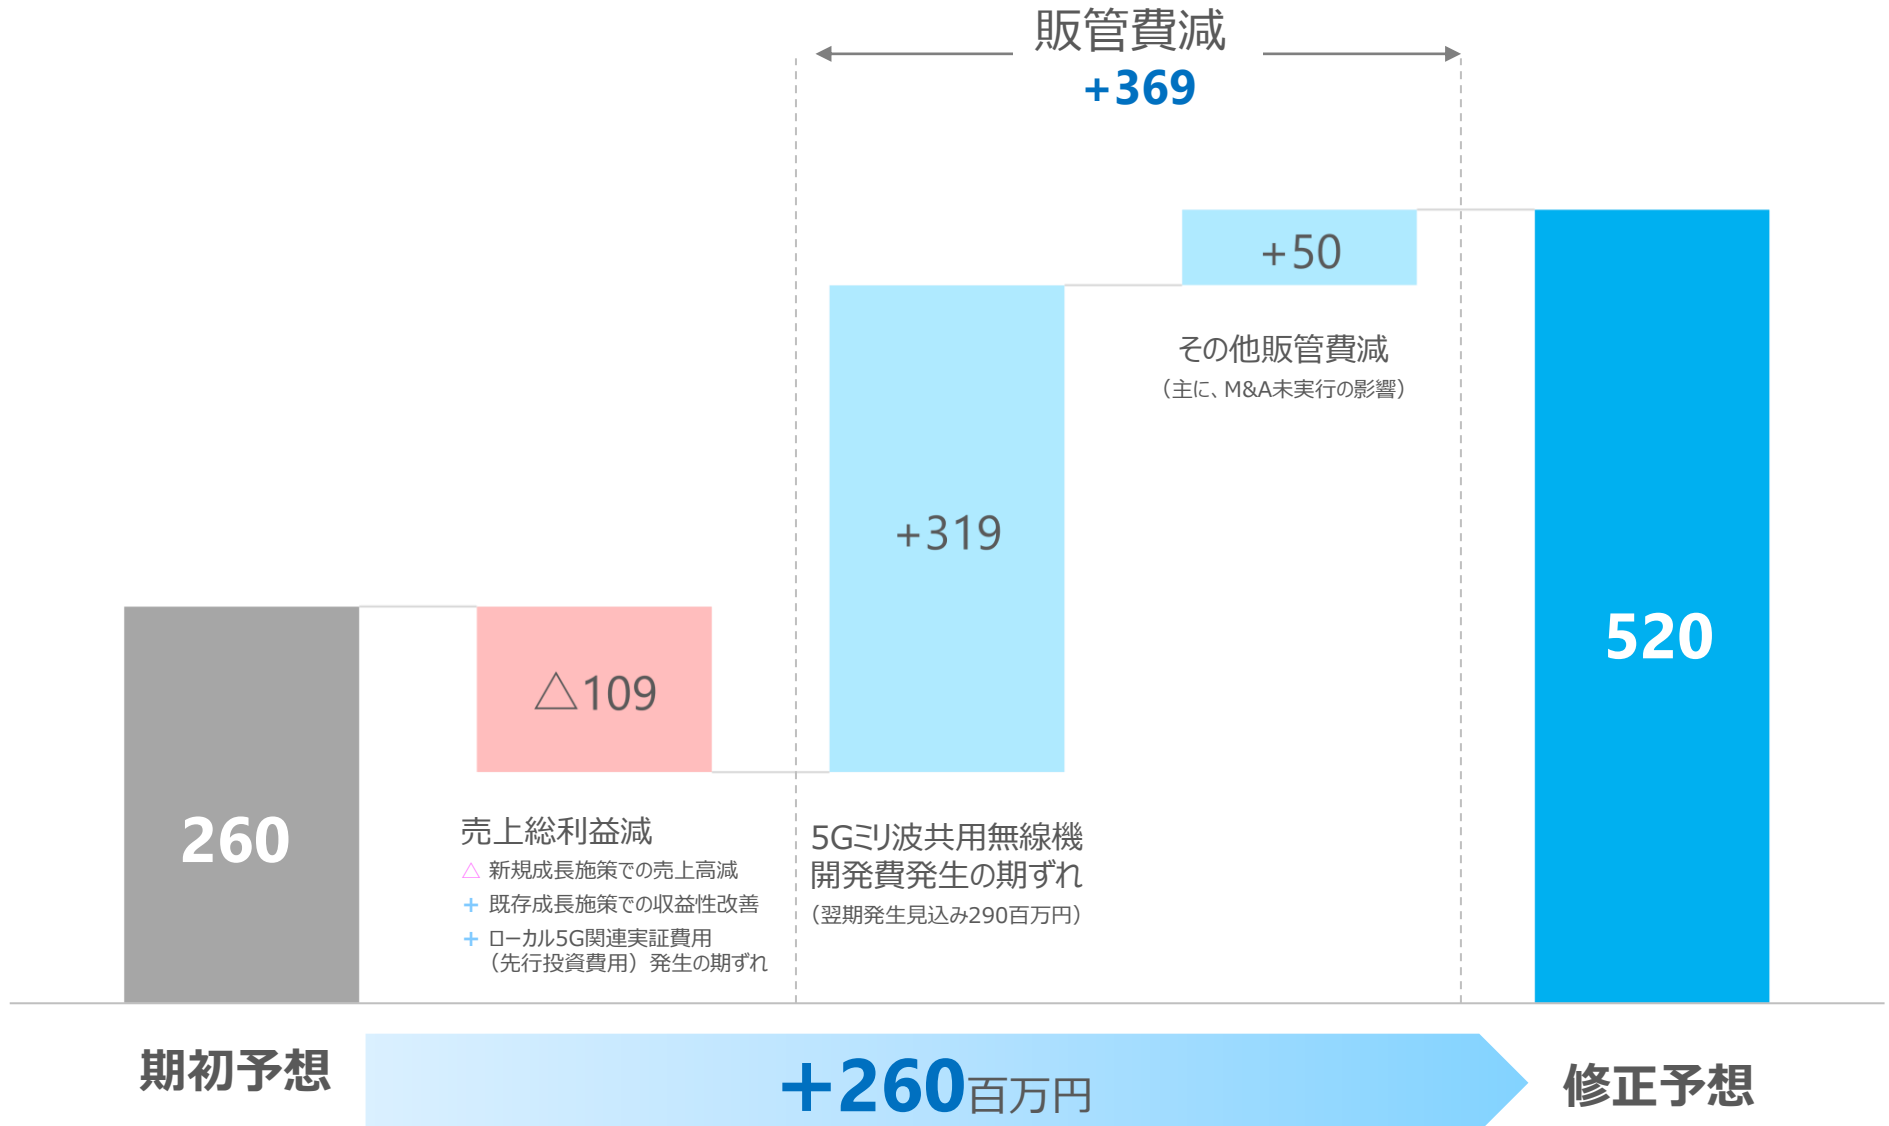 販管費減
+369
+50
その他販管費減
（主に、M&A未実行の影響）
+319
5Gミリ波共用無線機
開発費発生の期ずれ
（翌期発生見込み290百万円）
△109
売上総利益減
△ 新規成長施策での売上高減
+ 既存成長施策での収益性改善
+ ローカル5G関連実証費用
（先行投資費用）発生の期ずれ
260
520
期初予想
+260百万円
修正予想